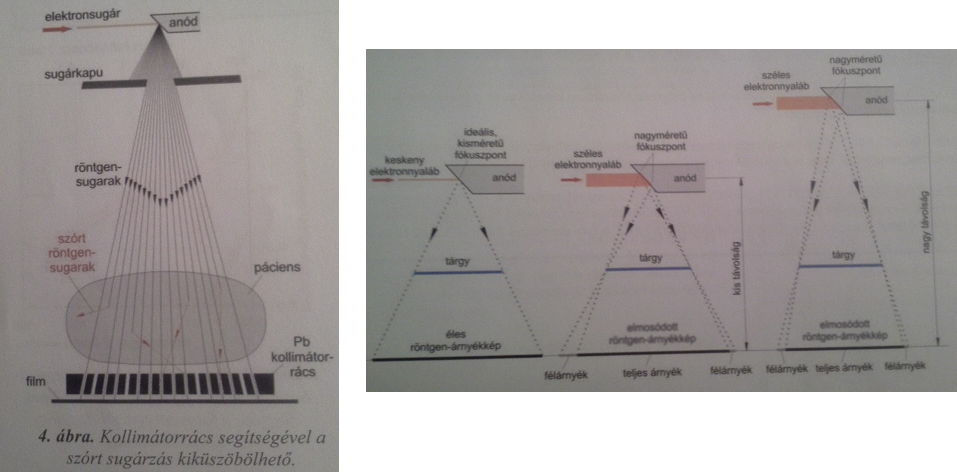 elektronsugár
anód
sugárkapu
röntgen-
sugarak
szórt
röntgen-
sugarak
páciens
Pb
kollimátor-
rács
film
4. ábra. Kollimátorrács segítségével a
szórt sugárzás kiküszöbölhető.
ideális,
kisméretű
fókuszpont
keskeny
elektronnyaláb
anód
tárgy
éles
röntgen-árnyékkép
nagyméretű
fókuszpont
széles
elektronnyaláb
anód
tárgy
kis távolság
elmosódott
röntgen-árnyékkép
félárnyék
teljes árnyék
félárnyék
nagyméretű
fókuszpont
széles
elektronnyaláb
anód
tárgy
nagy távolság
elmosódott
röntgen-árnyékkép
félárnyék
teljes árnyék
félárnyék